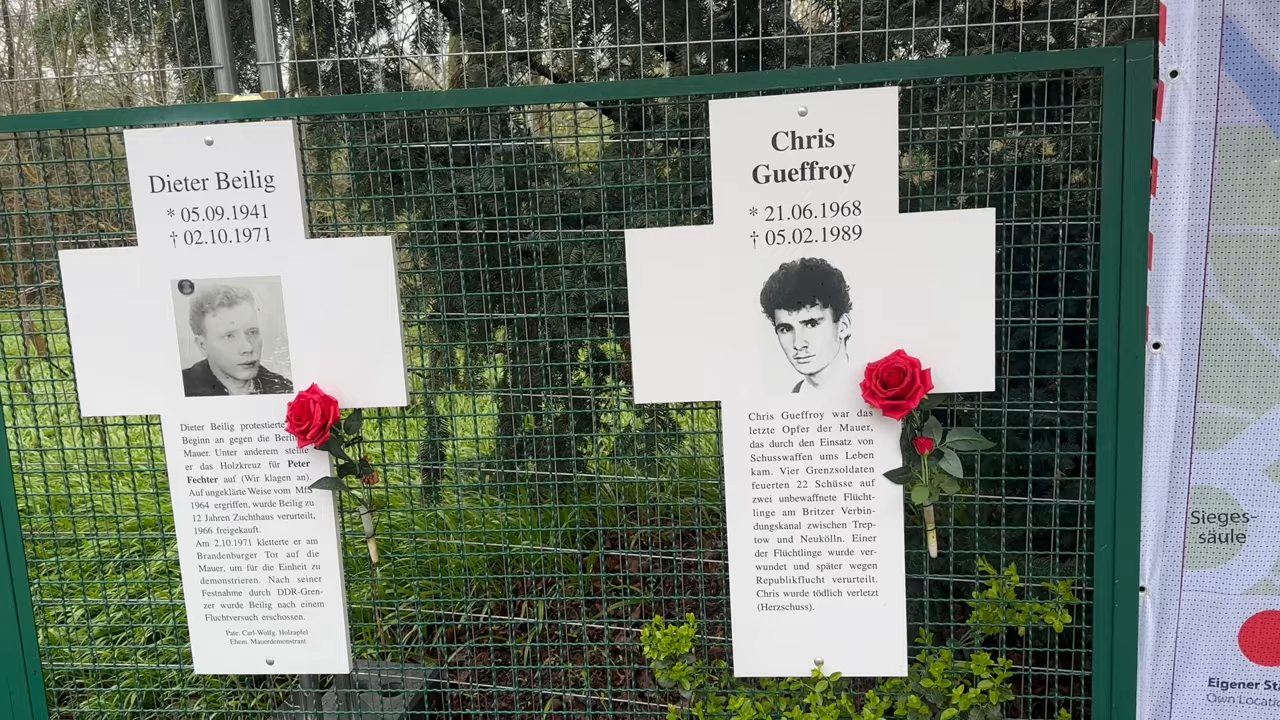 Dieter Beilig
* 05.09.1941
† 02.10.1971
Dieter Beilig protestierte
Beginn an gegen die
Mauer. Unter anderem stellte
er das Holzkreuz für Peter
Fechter auf (Wir klagen an).
Auf ungeklärte Weise vom MfS
1964 ergriffen, wurde Beilig zu
12 Jahren Zuchthaus verurteilt,
1966 freigekauft.
Am 2.10.1971 kletterte er am
Brandenburger Tor auf die
Mauer, um für die Einheit zu
demonstrieren. Nach seiner
Festnahme durch DDR-Gren-
zer wurde Beilig nach einem
Fluchtversuch erschossen.
Pate: Carl-Wolfg. Holzapfel
Ehem. Mauerdemonstrant
Chris
Gueffroy
* 21.06.1968
† 05.02.1989
Chris Gueffroy war das
letzte Opfer der Mauer,
das durch den Einsatz von
Schusswaffen ums Leben
kam. Vier Grenzsoldaten
feuerten 22 Schüsse auf
zwei unbewaffnete Flücht-
linge am Britzer Verbin-
dungskanal zwischen Trep-
tow und Neukölln. Einer
der Flüchtlinge wurde ver-
wundet und später wegen
Republikflucht verurteilt.
Chris wurde tödlich verletzt
(Herzschuss).
Sieges-
säule
Eigener
Own